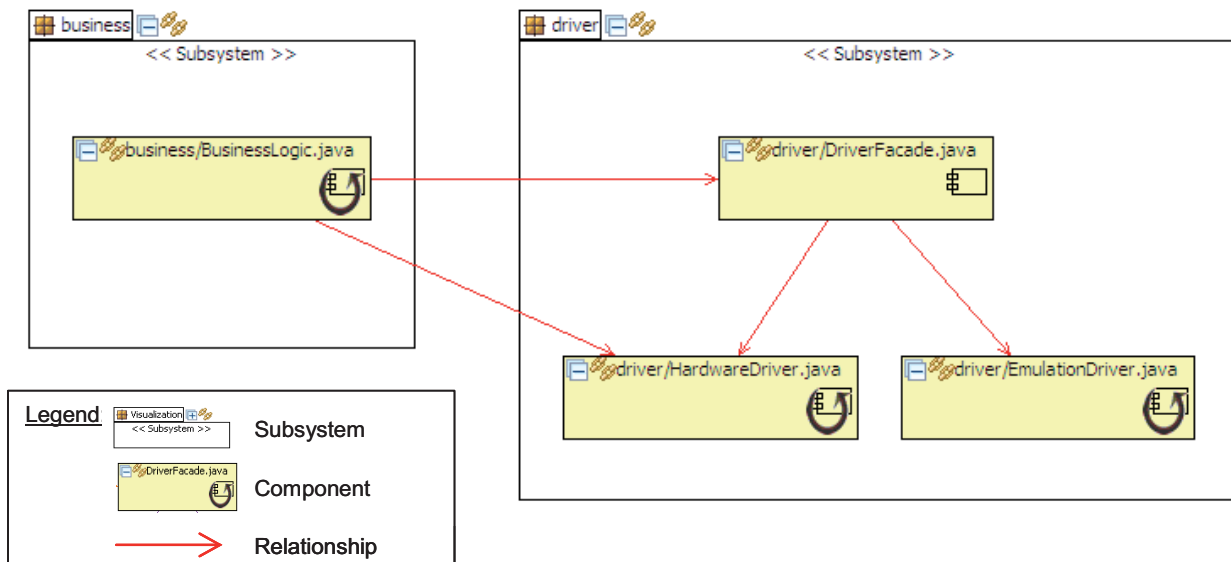 business
<< Subsystem >>
business/BusinessLogic.java
driver
<< Subsystem >>
driver/DriverFacade.java
driver/HardwareDriver.java
driver/EmulationDriver.java
Legend
Visualization
<< Subsystem >>
Subsystem
DriverFacade.java
Component
Relationship